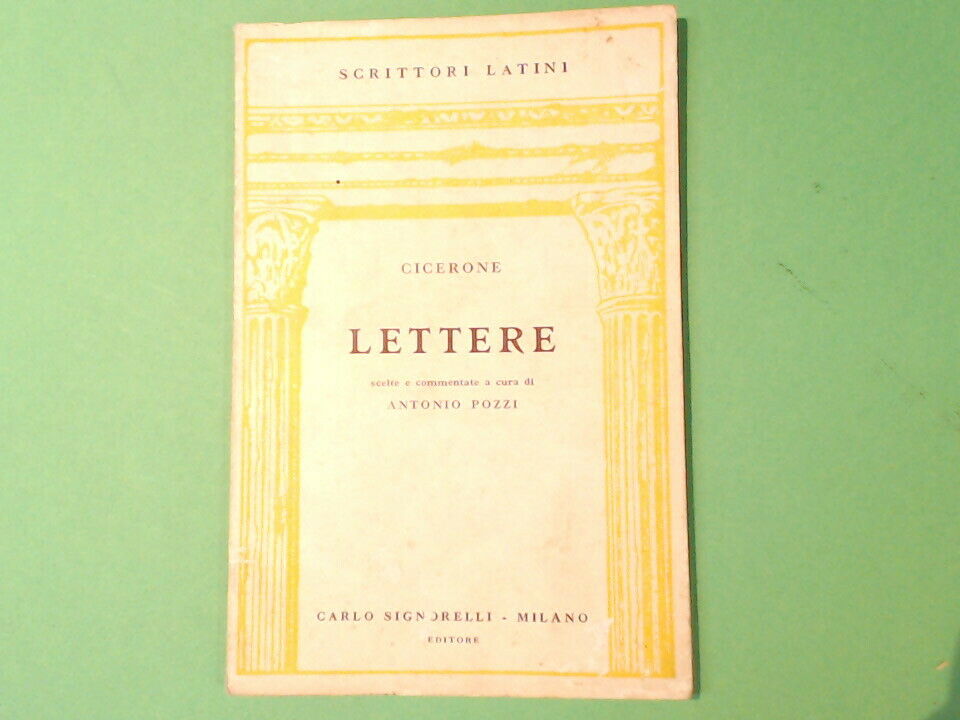 SCRITTORI LATINI
CICERONE
LETTERE
scelte e commentate a cura di
ANTONIO POZZI
CARLO SIGNORELLI - MILANO
EDITORE